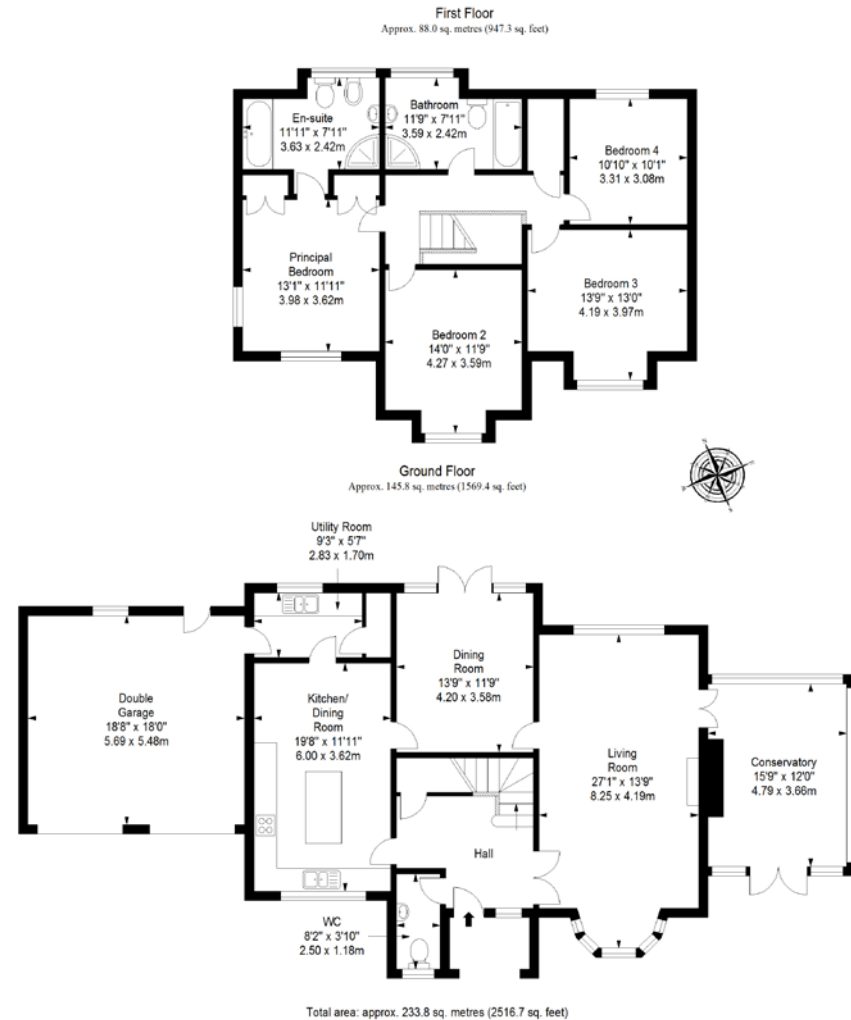 First Floor
Approx. 88.0 sq. metres (947.3 sq. feet)
En-suite
11'11" x 7'11"
3.63 x 2.42m
Bathroom
11'9" x 7'11"
3.59 x 2.42m
Bedroom 4
10'10" x 10'1"
3.31 x 3.08m
Principal
Bedroom
13'1" x 11'11"
3.98 x 3.62m
Bedroom 3
13'9" x 13'0"
4.19 x 3.97m
Bedroom 2
14'0" x 11'9"
4.27 x 3.59m
Ground Floor
Approx. 145.8 sq. metres (1569.4 sq. feet)
Utility Room
9'3" x 5'7"
2.83 x 1.70m
Dining
Room
13'9" x 11'9"
4.20 x 3.58m
Double
Garage
18'8" x 18'0"
5.69 x 5.48m
Kitchen/
Dining
Room
19'8" x 11'11"
6.00 x 3.62m
Living
Room
27'1" x 13'9"
8.25 x 4.19m
Conservatory
15'9" x 12'0"
4.79 x 3.66m
Hall
WC
8'2" x 3'10"
2.50 x 1.18m
Total area: approx. 233.8 sq. metres (2516.7 sq. feet)